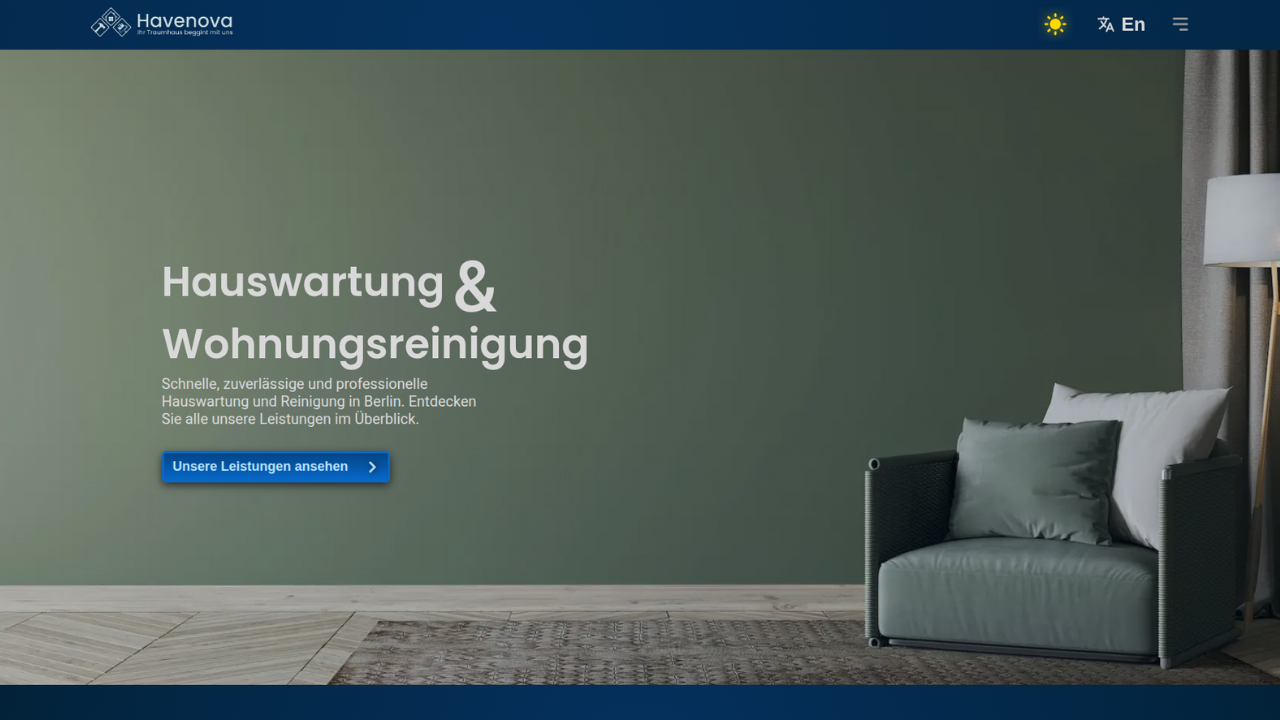 Havenova
Ihr Traumhaus beggint mit uns
En
Hauswartung &
Wohnungsreinigung
Schnelle, zuverlässige und professionelle
Hauswartung und Reinigung in Berlin. Entdecken
Sie alle unsere Leistungen im Überblick.
Unsere Leistungen ansehen